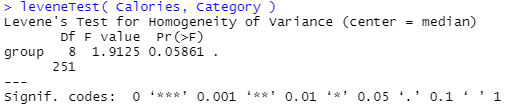 > leveneTest( Calories, Category )
Levene's Test for Homogeneity of Variance (center = median)
Df F value Pr(>F)
group 8 1.9125 0.05861 .
251
---
Signif. codes: 0 ‘***’ 0.001 ‘**’ 0.01 ‘*’ 0.05 ‘.’ 0.1 ‘ ’ 1